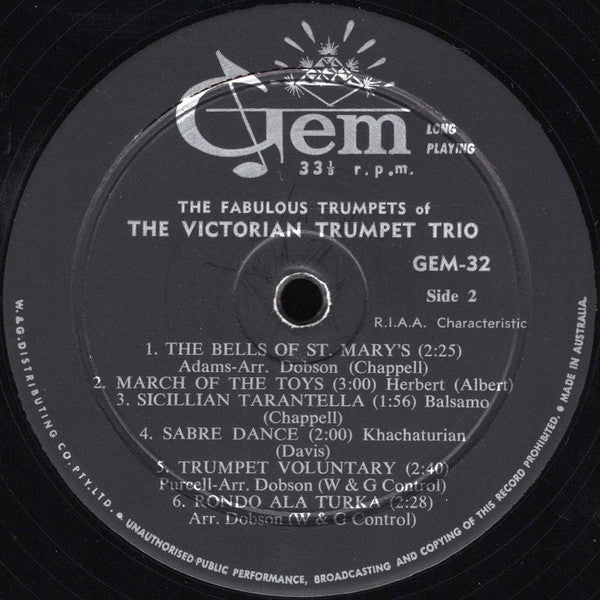 Gem
LONG
PLAYING
33⅓ r.p.m.
THE FABULOUS TRUMPETS of
THE VICTORIAN TRUMPET TRIO
GEM-32
Side 2
R.I.A.A. Characteristic
1. THE BELLS OF ST. MARY'S (2:25)
Adams-Arr. Dobson (Chappell)
2. MARCH OF THE TOYS (3:00) Herbert (Albert)
3. SICILLIAN TARANTELLA (1:56) Balsamo
(Chappell)
4. SABRE DANCE (2:00) Khachaturian
(Davis)
5. TRUMPET VOLUNTARY (2:40)
Purcell-Arr. Dobson (W & G Control)
6. RONDO ALA TURKA (2:28)
Arr. Dobson (W & G Control)
W.&G. DISTRIBUTING CO. PTY. LTD. • UNAUTHORISED PUBLIC PERFORMANCE, BROADCASTING AND COPYING OF THIS RECORD PROHIBITED. • MADE IN AUSTRALIA.